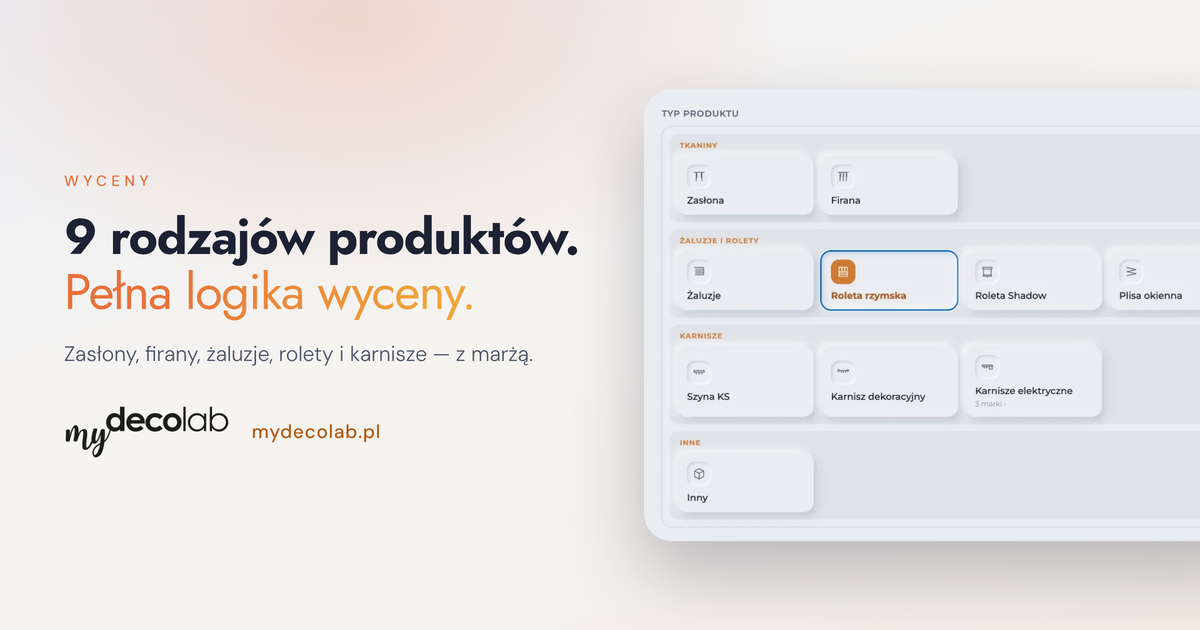 WYCENY
9 rodzajów produktów.
Pełna logika wyceny.
Zasłony, firany, żaluzje, rolety i karnisze — z marżą.
mydecolab
mydecolab.pl
TYP PRODUKTU
TKANINY
Zasłona
Firana
ŻALUZJE I ROLETY
Żaluzje
Roleta rzymska
Roleta Shadow
Plisa okienna
KARNISZE
Szyna KS
Karnisz dekoracyjny
Karnisze elektryczne
3 marki ›
INNE
Inny